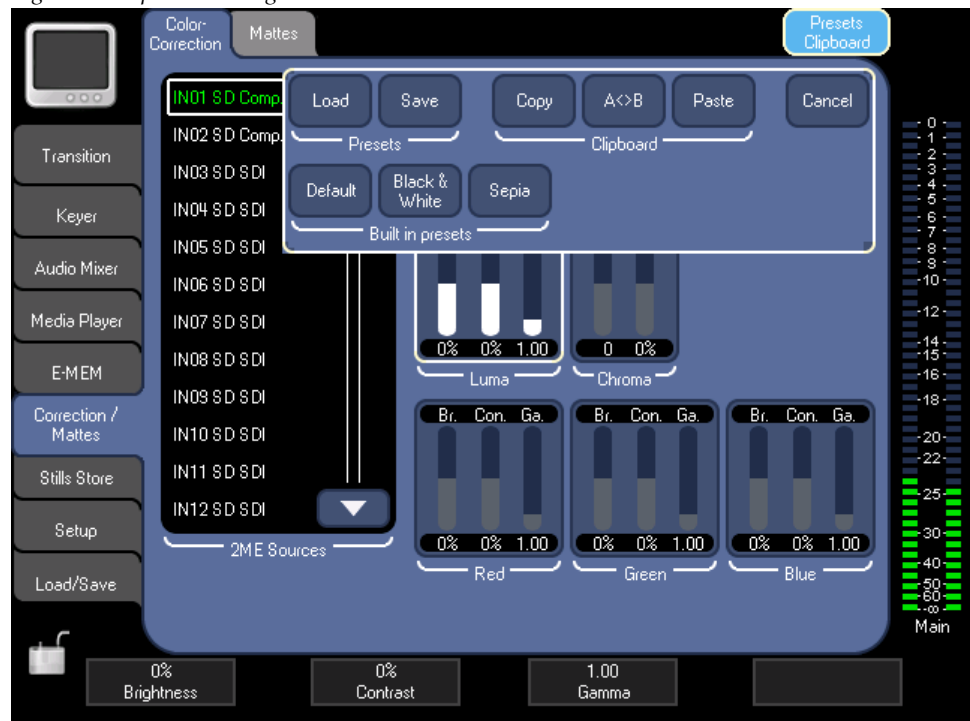 Color-
Correction
Mattes
Presets
Clipboard
IN01 SD Comp.
IN02 SD Comp.
IN03 SD SDI
IN04 SD SDI
IN05 SD SDI
IN06 SD SDI
IN07 SD SDI
IN08 SD SDI
IN09 SD SDI
IN10 SD SDI
IN11 SD SDI
IN12 SD SDI
2ME Sources
Load
Save
Copy
A<>B
Paste
Cancel
Presets
Clipboard
Default
Black &
White
Sepia
Built in presets
Transition
Keyer
Audio Mixer
Media Player
E-MEM
Correction /
Mattes
Stills Store
Setup
Load/Save
0% 0% 1.00
Luma
0 0%
Chroma
Br. Con. Ga.
0% 0% 1.00
Red
Br. Con. Ga.
0% 0% 1.00
Green
Br. Con. Ga.
0% 0% 1.00
Blue
- 0 -
- 1 -
- 2 -
- 3 -
- 4 -
- 5 -
- 6 -
- 7 -
- 8 -
- 9 -
-10-
-12-
-14-
-15-
-16-
-18-
-20-
-22-
-25-
-30-
-40-
-50-
-60-
-∞-
Main
0%
Brightness
0%
Contrast
1.00
Gamma